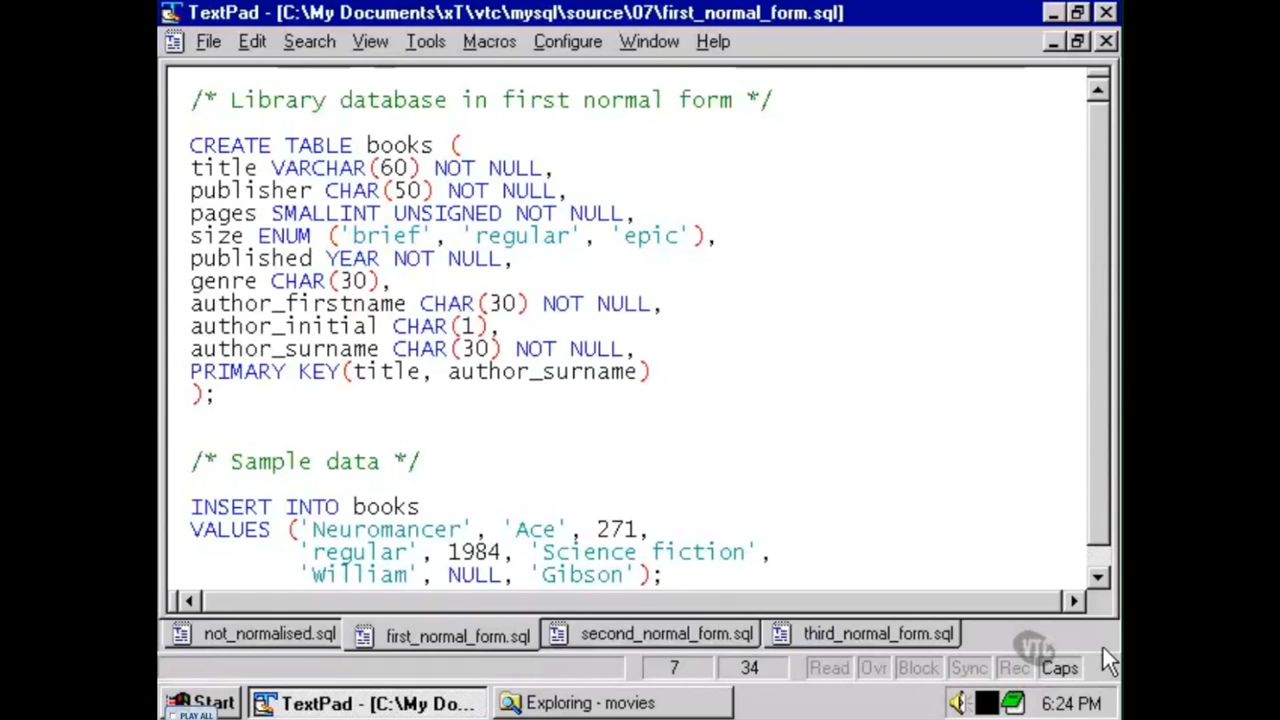 TextPad - [C:\My Documents\xT\vtc\mysql\source\07\first_normal_form.sql]
File Edit Search View Tools Macros Configure Window Help
/* Library database in first normal form */
CREATE TABLE books (
title VARCHAR(60) NOT NULL,
publisher CHAR(50) NOT NULL,
pages SMALLINT UNSIGNED NOT NULL,
size ENUM ('brief', 'regular', 'epic'),
published YEAR NOT NULL,
genre CHAR(30),
author_firstname CHAR(30) NOT NULL,
author_initial CHAR(1),
author_surname CHAR(30) NOT NULL,
PRIMARY KEY(title, author_surname)
);
/* Sample data */
INSERT INTO books
VALUES ('Neuromancer', 'Ace', 271,
'regular', 1984, 'Science fiction',
'William', NULL, 'Gibson');
not_normalised.sql first_normal_form.sql second_normal_form.sql third_normal_form.sql
VTC
7 34 Read Ovr Block Sync Rec Caps
Start TextPad - [C:\My Do... Exploring - movies 6:24 PM
PLAY ALL